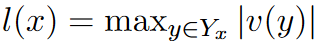 l(x) = max_{y∈Y_x} |v(y)|